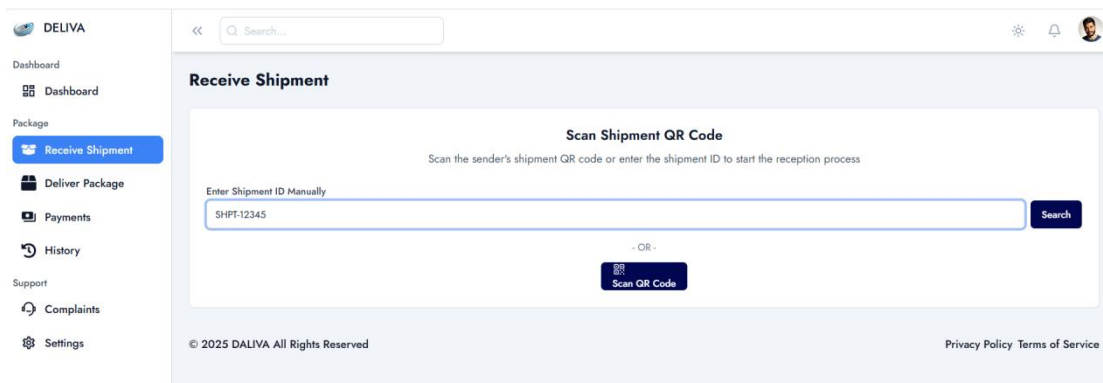 DELIVA
Search...
Dashboard
Dashboard
Package
Receive Shipment
Deliver Package
Payments
History
Support
Complaints
Settings
Receive Shipment
Scan Shipment QR Code
Scan the sender's shipment QR code or enter the shipment ID to start the reception process
Enter Shipment ID Manually
SHPT-12345
Search
- OR -
Scan QR Code
© 2025 DALIVA All Rights Reserved
Privacy Policy Terms of Service